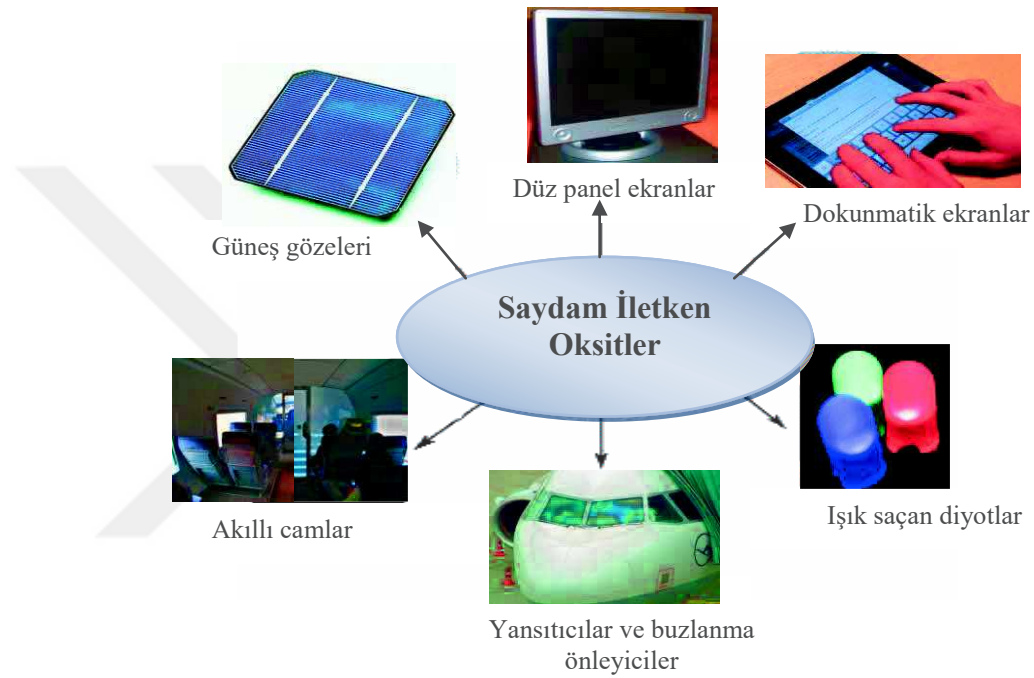 Düz panel ekranlar
Dokunmatik ekranlar
Güneş gözeleri
Saydam İletken
Oksitler
Akıllı camlar
Işık saçan diyotlar
Yansıtıcılar ve buzlanma
önleyiciler